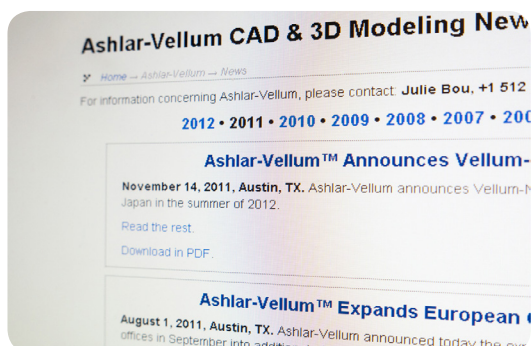 Ashlar-Vellum CAD & 3D Modeling New
Home → Ashlar-Vellum → News
For information concerning Ashlar-Vellum, please contact: Julie Bou, +1 512
2012 • 2011 • 2010 • 2009 • 2008 • 2007 • 200
Ashlar-Vellum™ Announces Vellum-
November 14, 2011, Austin, TX. Ashlar-Vellum announces Vellum-N
Japan in the summer of 2012.
Read the rest.
Download in PDF.
Ashlar-Vellum™ Expands European
August 1, 2011, Austin, TX. Ashlar-Vellum announced today the
offices in September into